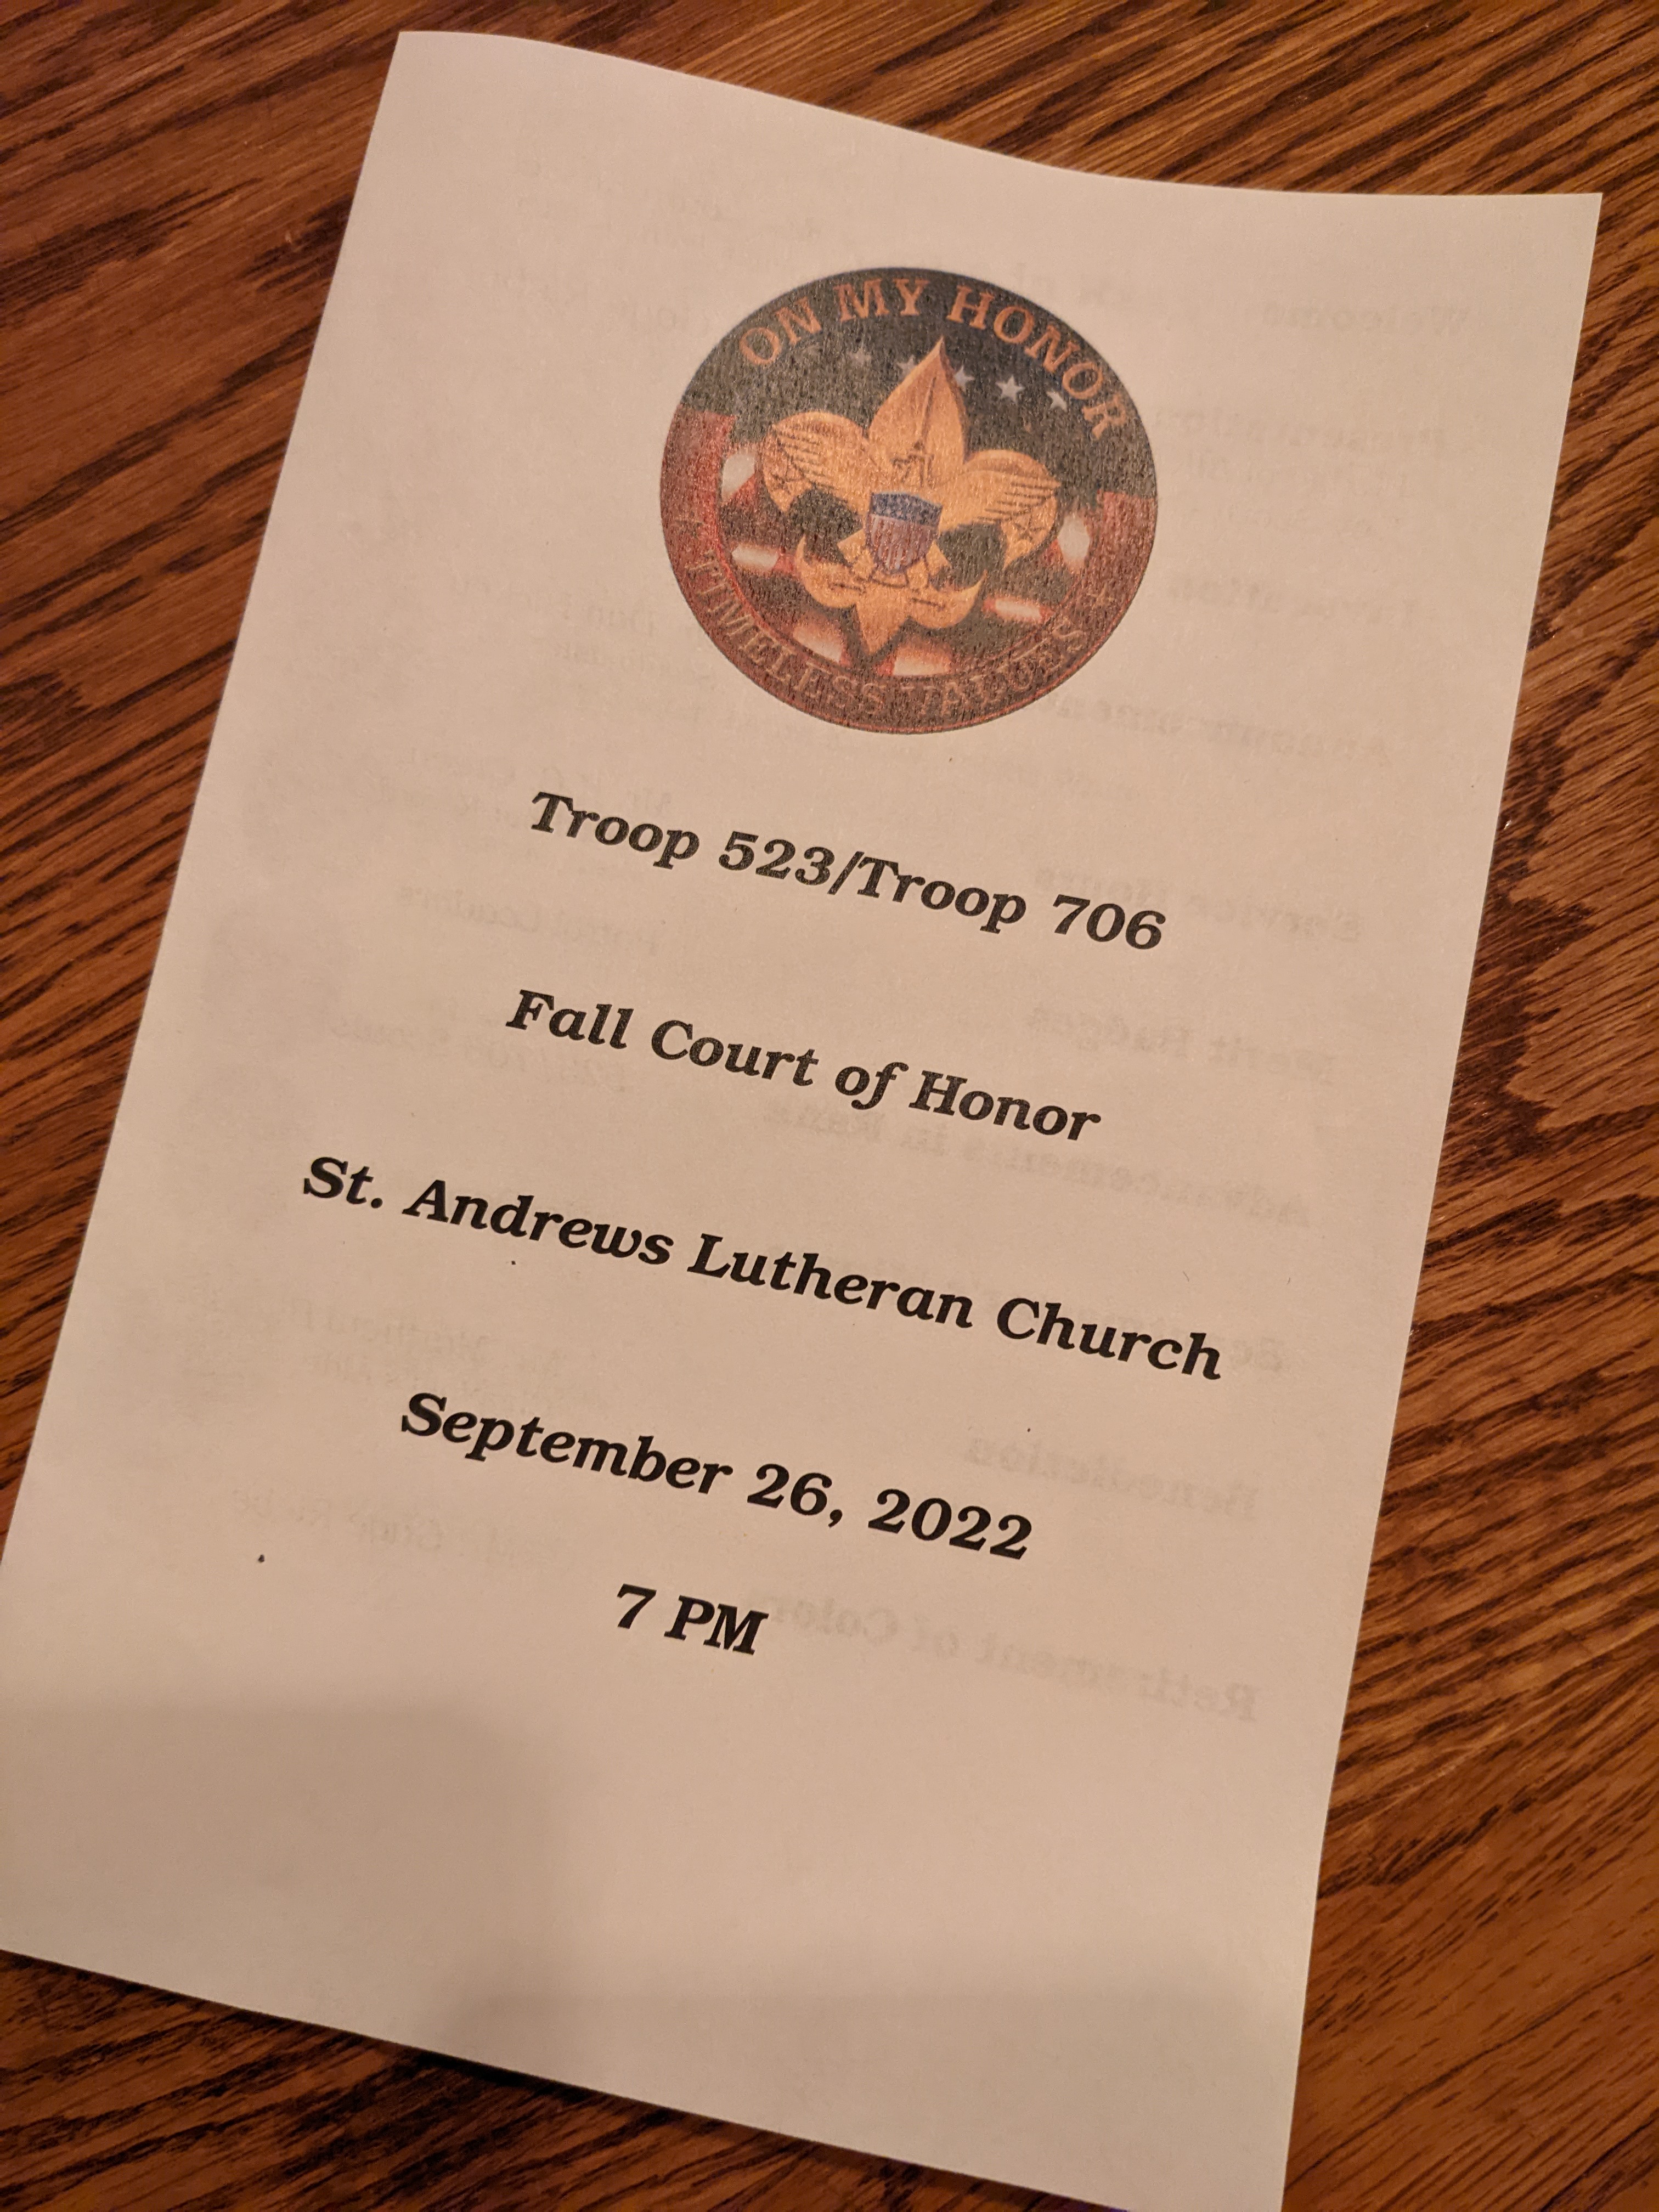 ON MY HONOR
TIMELESS VALUES
Troop 523/Troop 706
Fall Court of Honor
St. Andrews Lutheran Church
September 26, 2022
7 PM